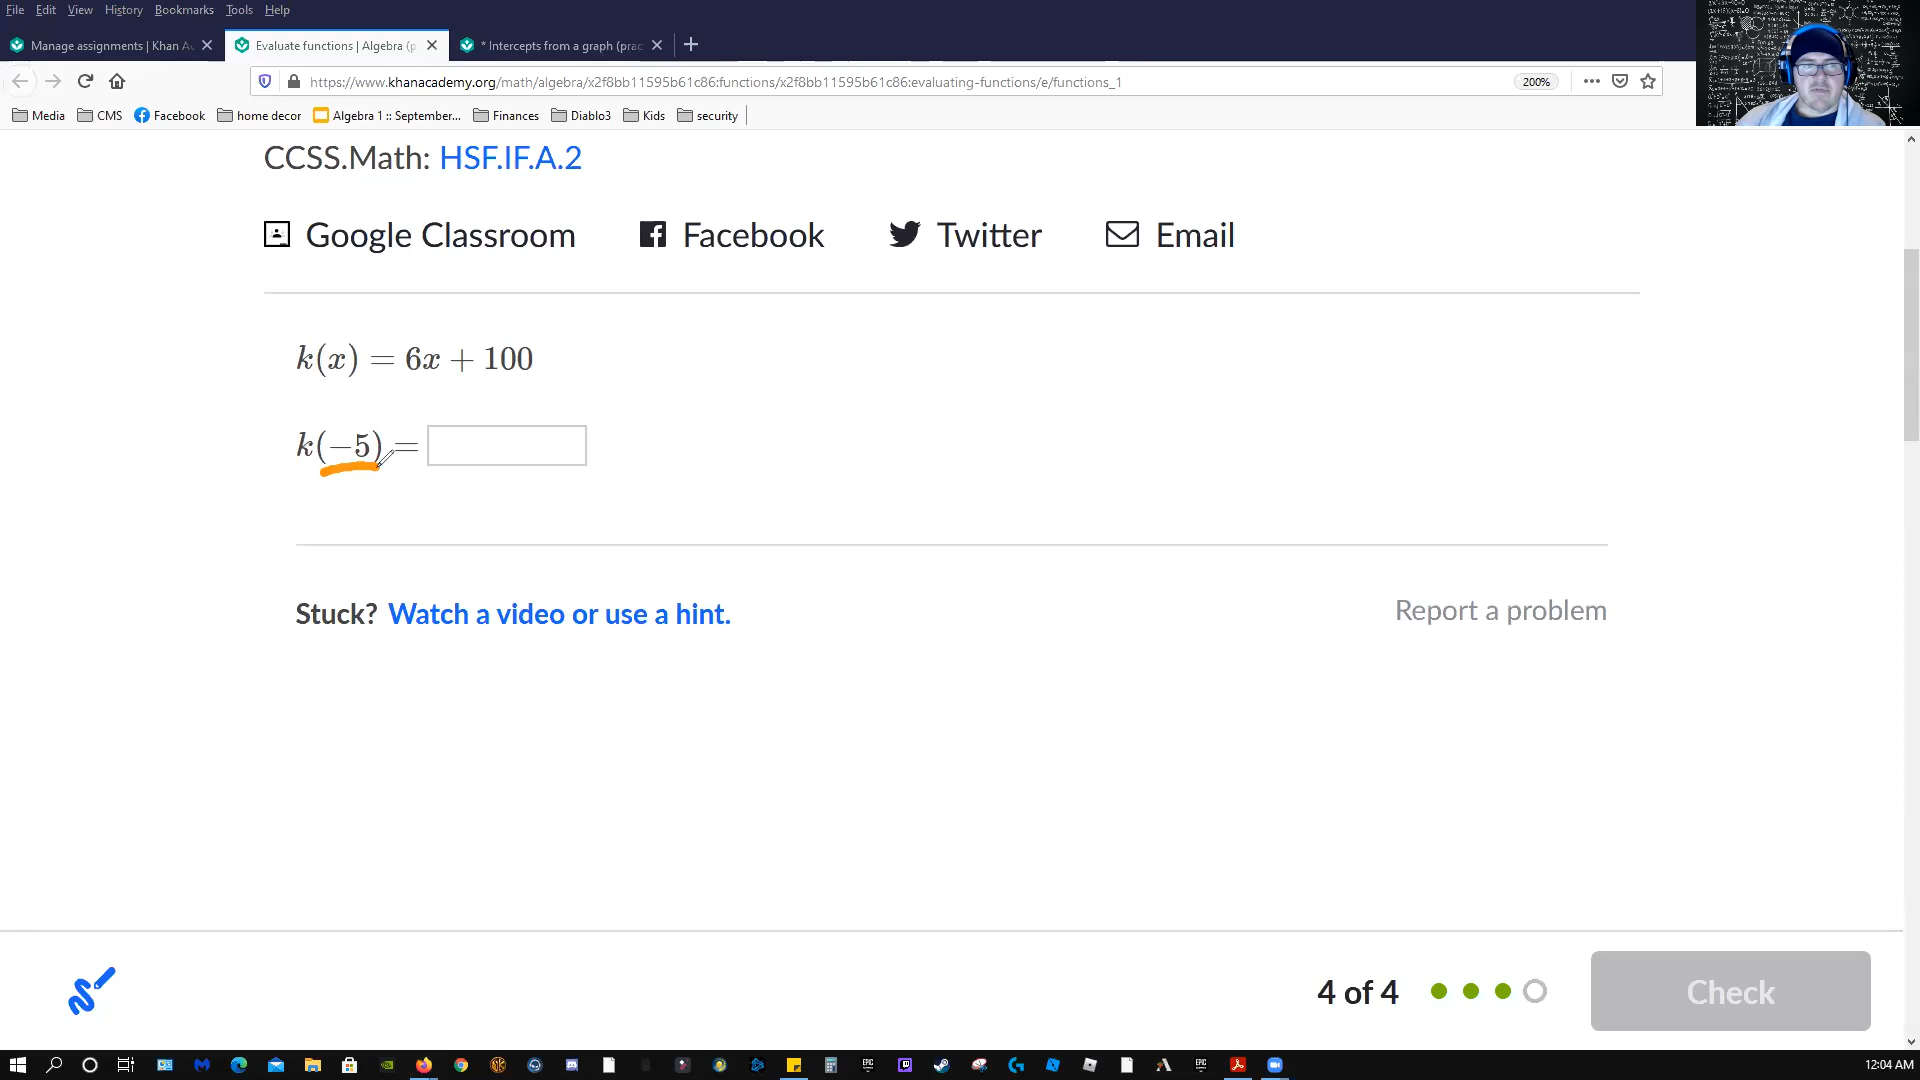 File Edit View History Bookmarks Tools Help
Manage assignments | Khan Ac
Evaluate functions | Algebra (p
* Intercepts from a graph (prac
https://www.khanacademy.org/math/algebra/x2f8bb11595b61c86:functions/x2f8bb11595b61c86:evaluating-functions/e/functions_1
200%
Media CMS Facebook home decor Algebra 1 :: September... Finances Diablo3 Kids security
CCSS.Math: HSF.IF.A.2
Google Classroom Facebook Twitter Email
k(x) = 6x + 100
k(−5) =
Stuck? Watch a video or use a hint.
Report a problem
4 of 4
Check
12:04 AM